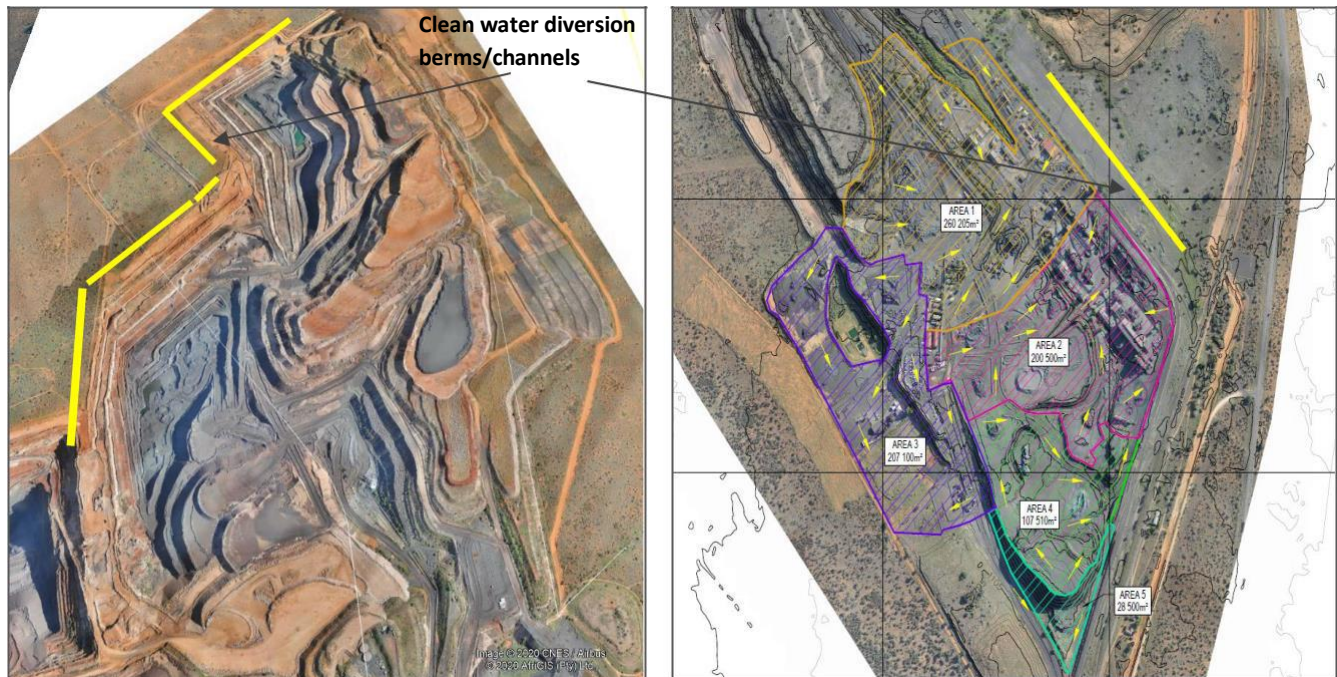 Clean water diversion
berms/channels
AREA 1
260 205m²
AREA 2
200 500m²
AREA 3
207 100m²
AREA 4
107 510m²
AREA 5
28 500m²
Image © 2020 CNES / Airbus
© 2020 AfriGIS (Pty) Ltd.